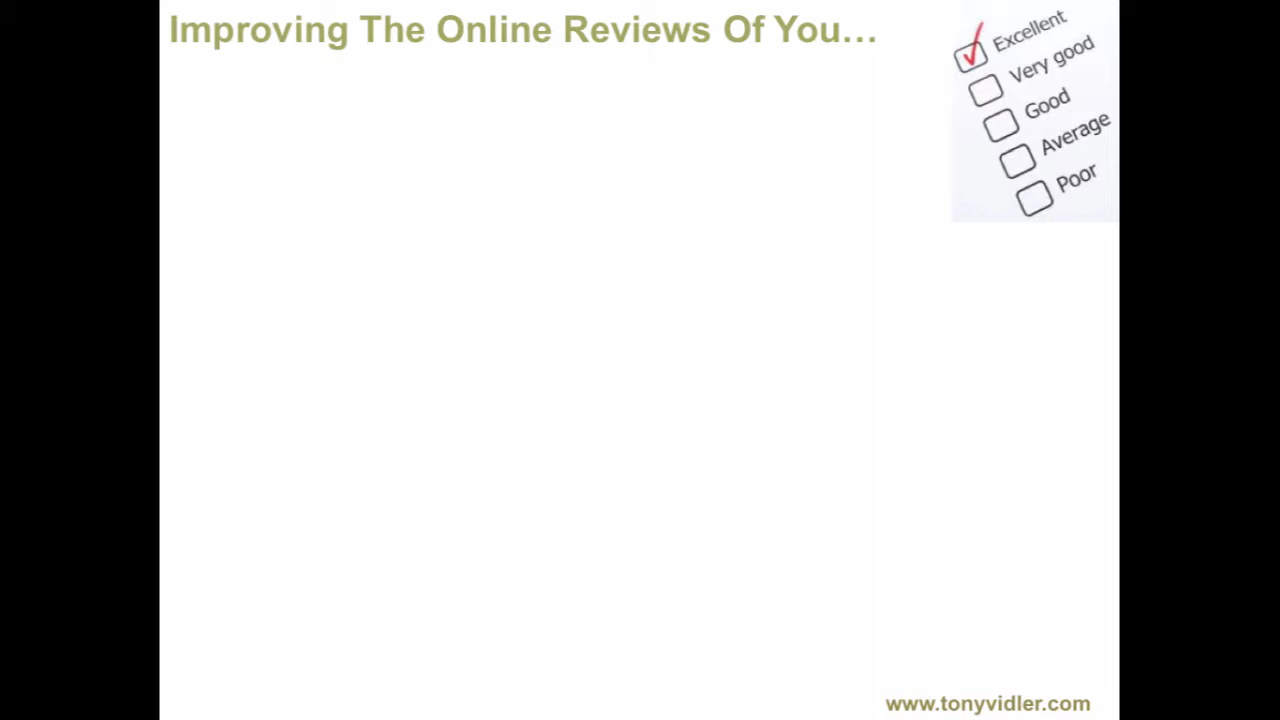 Improving The Online Reviews Of You…
Excellent
Very good
Good
Average
Poor
www.tonyvidler.com